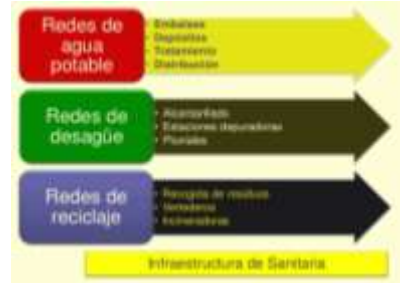 Redes de
agua
potable
• Embalses
• Depósitos
• Tratamiento
• Distribución
Redes de
desagüe
• Alcantarillado
• Estaciones depuradoras
• Pluviales
Redes de
reciclaje
• Recogida de residuos
• Vertederos
• Incineradoras
Infraestructura de Sanitaria